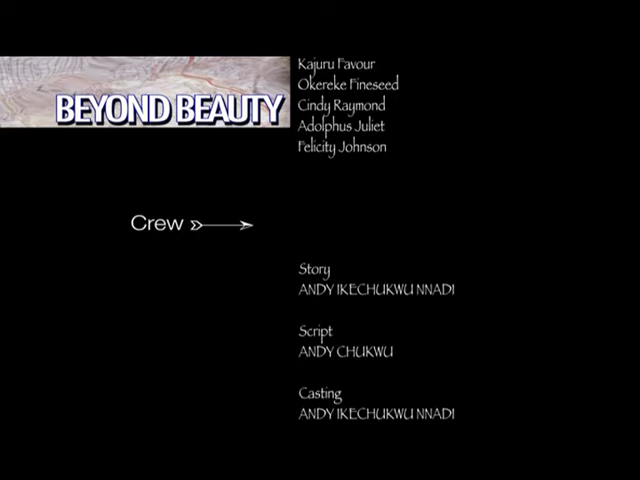 BEYOND BEAUTY
Kajuru Favour
Okereke Fineseed
Cindy Raymond
Adolphus Juliet
Felicity Johnson
Crew
Story
ANDY IKECHUKWU NNADI
Script
ANDY CHUKWU
Casting
ANDY IKECHUKWU NNADI